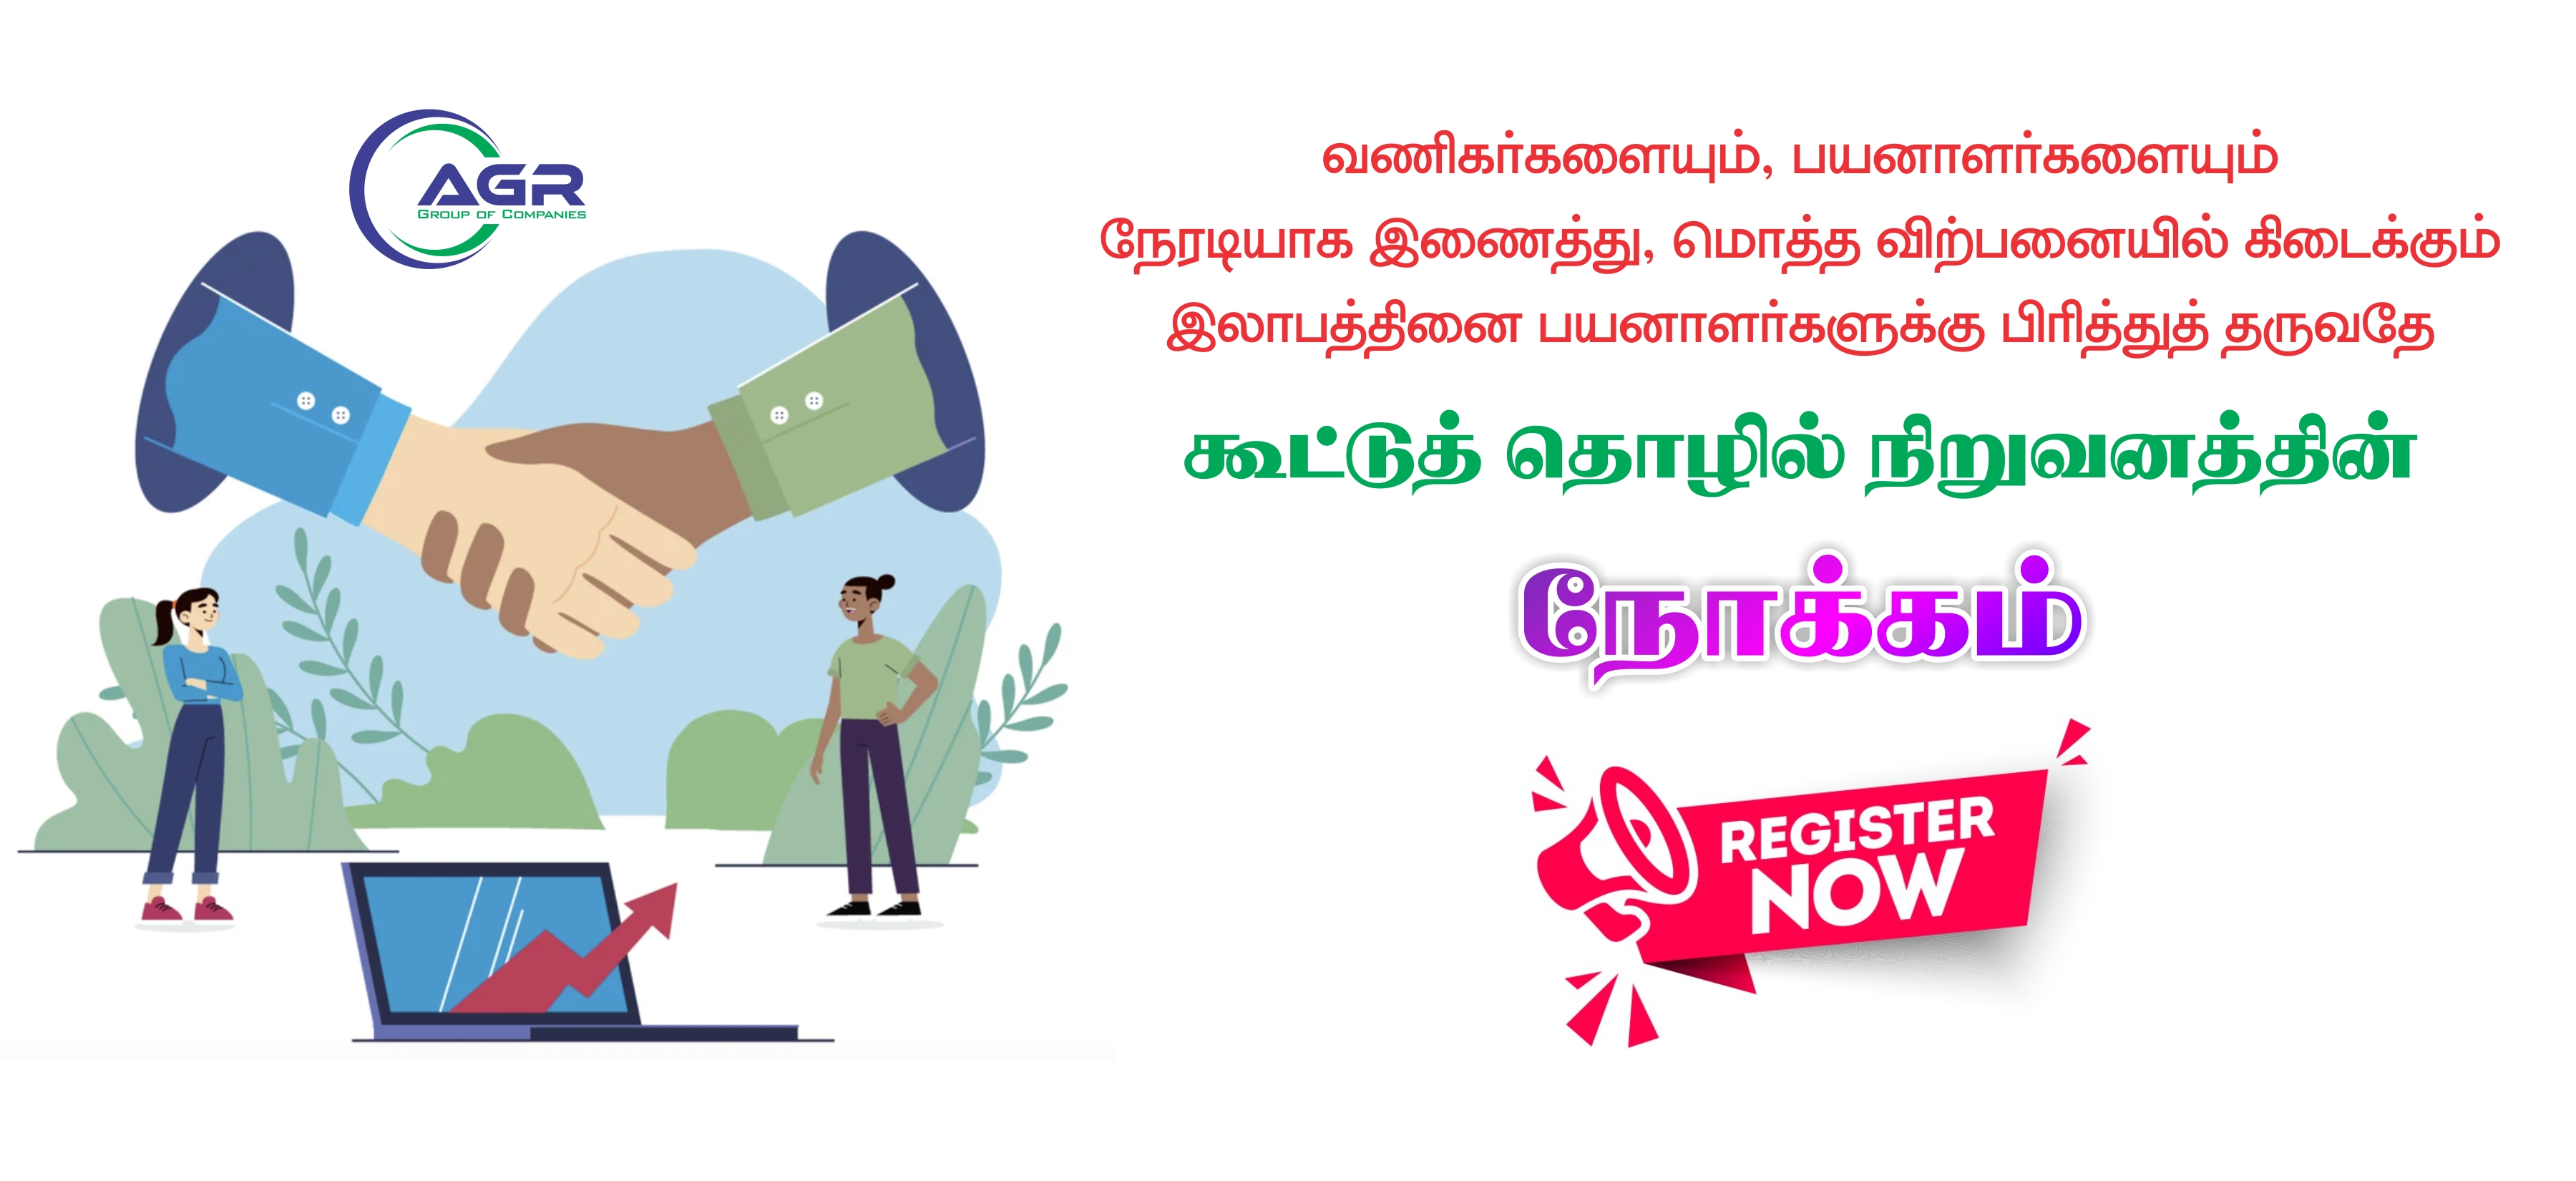 AGR
GROUP OF COMPANIES
வணிகர்களையும், பயனாளர்களையும்
நேரடியாக இணைத்து, மொத்த விற்பனையில் கிடைக்கும்
இலாபத்தினை பயனாளர்களுக்கு பிரித்துத் தருவதே
கூட்டுத் தொழில் நிறுவனத்தின்
நோக்கம்
REGISTER
NOW